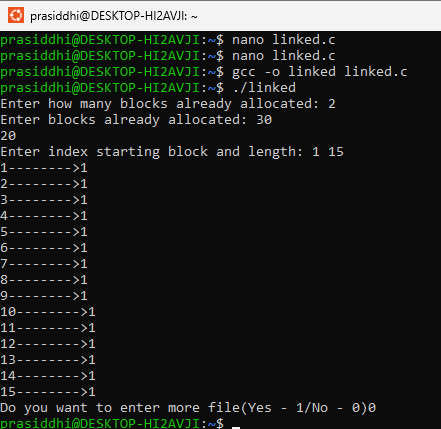 prasiddhi@DESKTOP-HI2AVJI: ~
prasiddhi@DESKTOP-HI2AVJI:~$ nano linked.c
prasiddhi@DESKTOP-HI2AVJI:~$ nano linked.c
prasiddhi@DESKTOP-HI2AVJI:~$ gcc -o linked linked.c
prasiddhi@DESKTOP-HI2AVJI:~$ ./linked
Enter how many blocks already allocated: 2
Enter blocks already allocated: 30
20
Enter index starting block and length: 1 15
1-------->1
2-------->1
3-------->1
4-------->1
5-------->1
6-------->1
7-------->1
8-------->1
9-------->1
10-------->1
11-------->1
12-------->1
13-------->1
14-------->1
15-------->1
Do you want to enter more file(Yes - 1/No - 0)0
prasiddhi@DESKTOP-HI2AVJI:~$